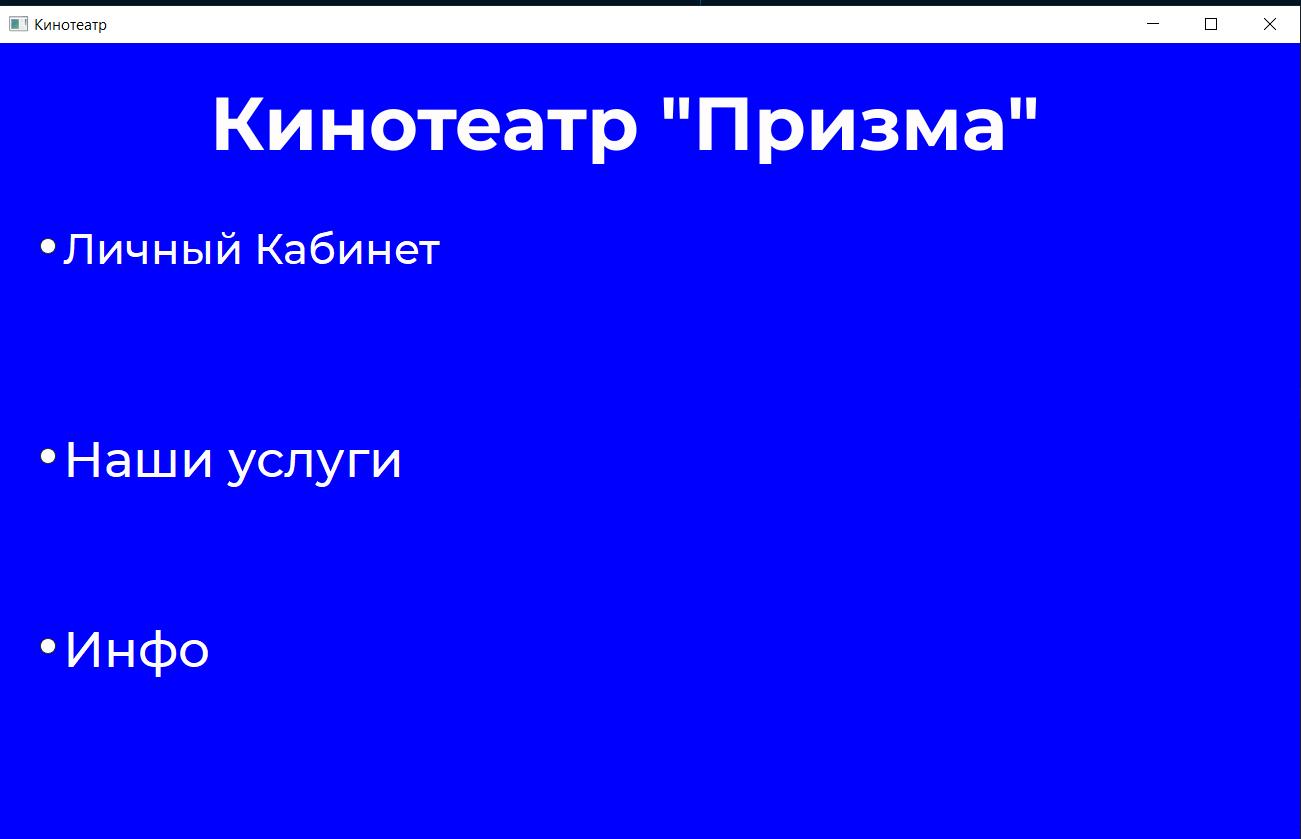 Кинотеатр
Кинотеатр "Призма"
• Личный Кабинет
• Наши услуги
• Инфо